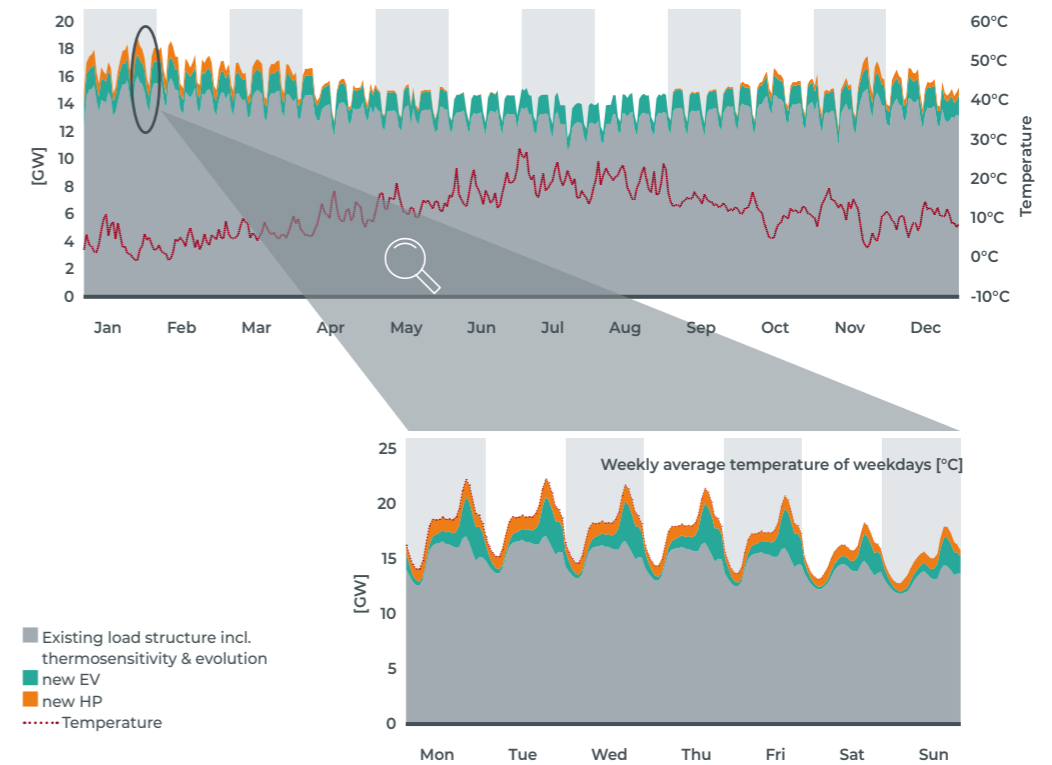 20
18
16
14
12
10
8
6
4
2
0
[GW]
60°C
50°C
40°C
30°C
20°C
10°C
0°C
-10°C
Temperature
Jan Feb Mar Apr May Jun Jul Aug Sep Oct Nov Dec
Weekly average temperature of weekdays [°C]
25
20
15
10
5
0
[GW]
Mon Tue Wed Thu Fri Sat Sun
Existing load structure incl.
thermosensitivity & evolution
new EV
new HP
Temperature